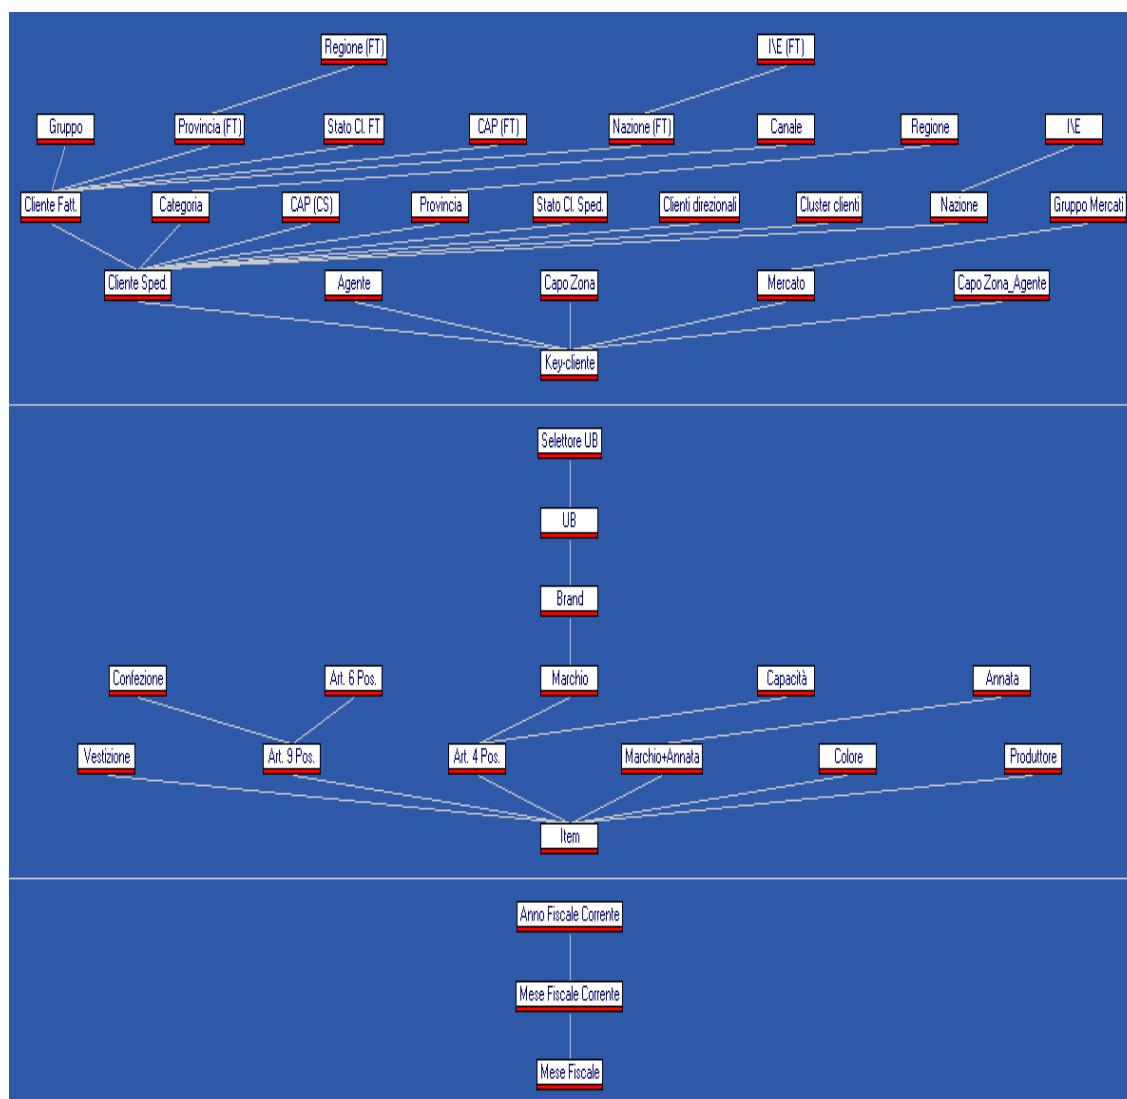 Regione (FT)
I\E (FT)
Gruppo
Provincia (FT)
Stato Cl. FT
CAP (FT)
Nazione (FT)
Canale
Regione
I\E
Cliente Fatt.
Categoria
CAP (CS)
Provincia
Stato Cl. Sped.
Clienti direzionali
Cluster clienti
Nazione
Gruppo Mercati
Cliente Sped.
Agente
Capo Zona
Mercato
Capo Zona_Agente
Key-cliente
Selettore UB
UB
Brand
Confezione
Art. 6 Pos.
Marchio
Capacità
Annata
Vestizione
Art. 9 Pos.
Art. 4 Pos.
Marchio+Annata
Colore
Produttore
Item
Anno Fiscale Corrente
Mese Fiscale Corrente
Mese Fiscale